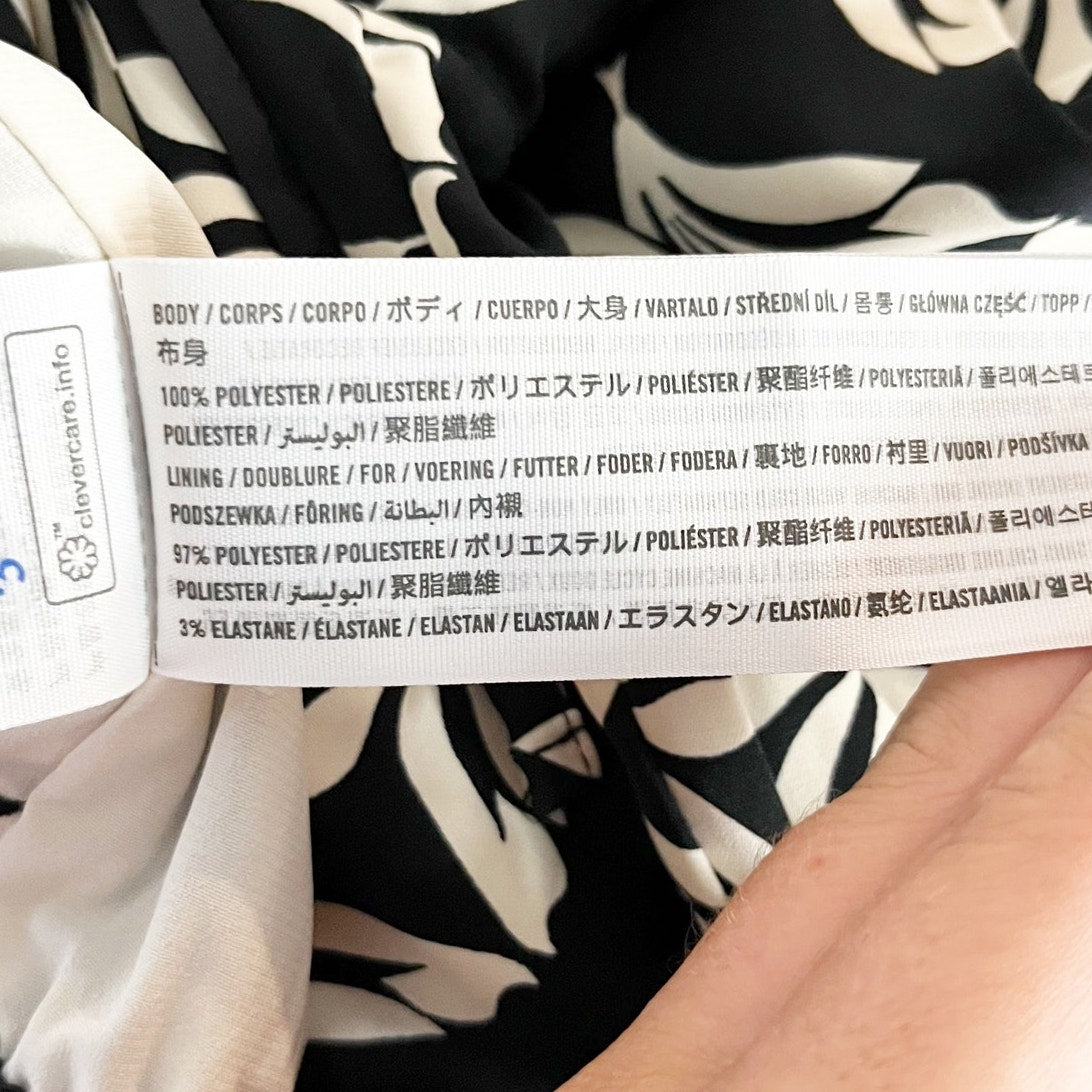 BODY / CORPS / CORPO / ボディ / CUERPO / 大身 / VARTALO / STŘEDNÍ DÍL / 몸통 / GŁÓWNA CZĘŚĆ / TOPP /
布身
100% POLYESTER / POLIESTERE / ポリエステル / POLIÉSTER / 聚酯纤维 / POLYESTERIÄ / 폴리에스테르
POLIESTER / البوليستر / 聚脂纖維
LINING / DOUBLURE / FOR / VOERING / FUTTER / FODER / FODERA / 裏地 / FORRO / 衬里 / VUORI / PODŠÍVKA
PODSZEWKA / FÔRING / البطانة / 內襯
97% POLYESTER / POLIESTERE / ポリエステル / POLIÉSTER / 聚酯纤维 / POLYESTERIÄ / 폴리에스테
POLIESTER / البوليستر / 聚脂纖維
3% ELASTANE / ÉLASTANE / ELASTAN / ELASTAAN / エラスタン / ELASTANO / 氨纶 / ELASTAANIA / 엘라
clevercare.info
TM